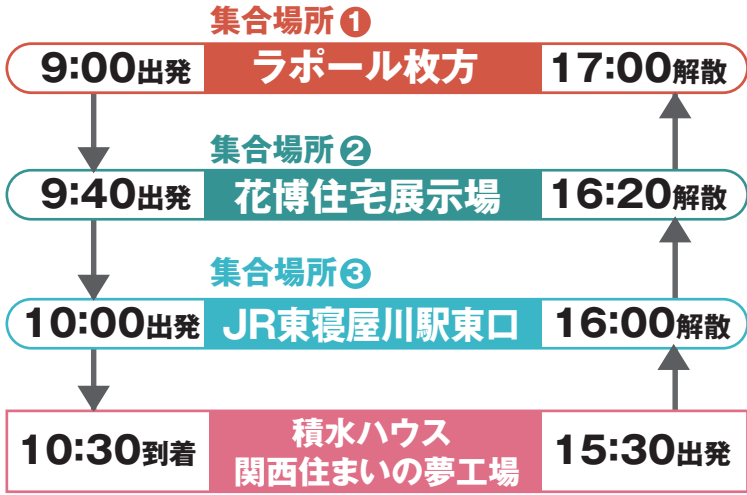 集合場所❶
9:00出発 ラポール枚方 17:00解散
集合場所❷
9:40出発 花博住宅展示場 16:20解散
集合場所❸
10:00出発 JR東寝屋川駅東口 16:00解散
10:30到着 積水ハウス 15:30出発
関西住まいの夢工場